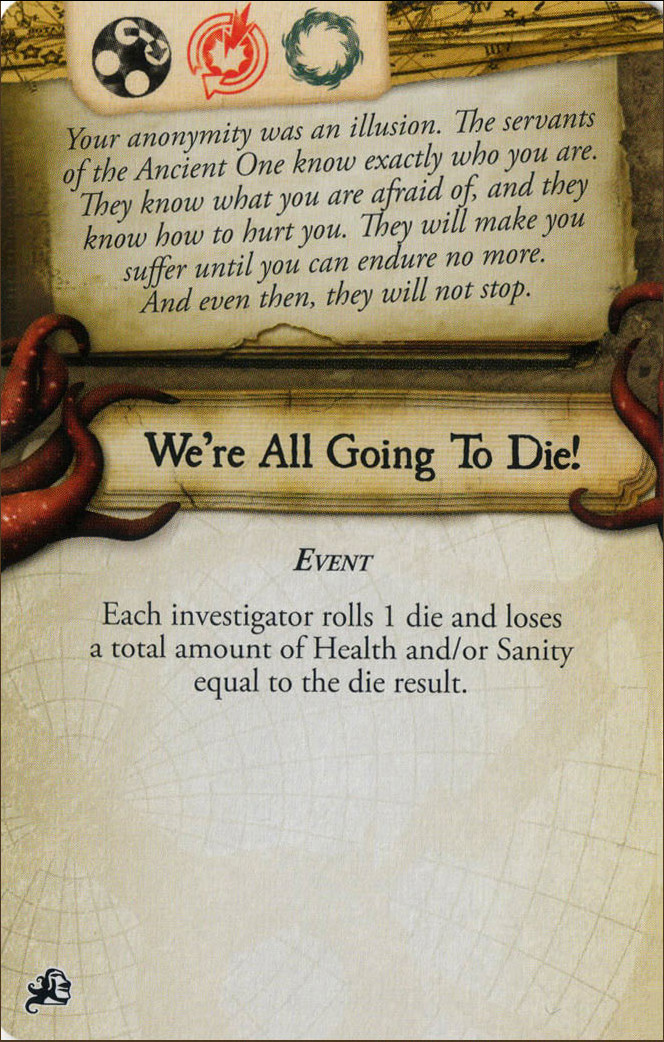 Your anonymity was an illusion. The servants
of the Ancient One know exactly who you are.
They know what you are afraid of, and they
know how to hurt you. They will make you
suffer until you can endure no more.
And even then, they will not stop.
We're All Going To Die!
Event
Each investigator rolls 1 die and loses
a total amount of Health and/or Sanity
equal to the die result.